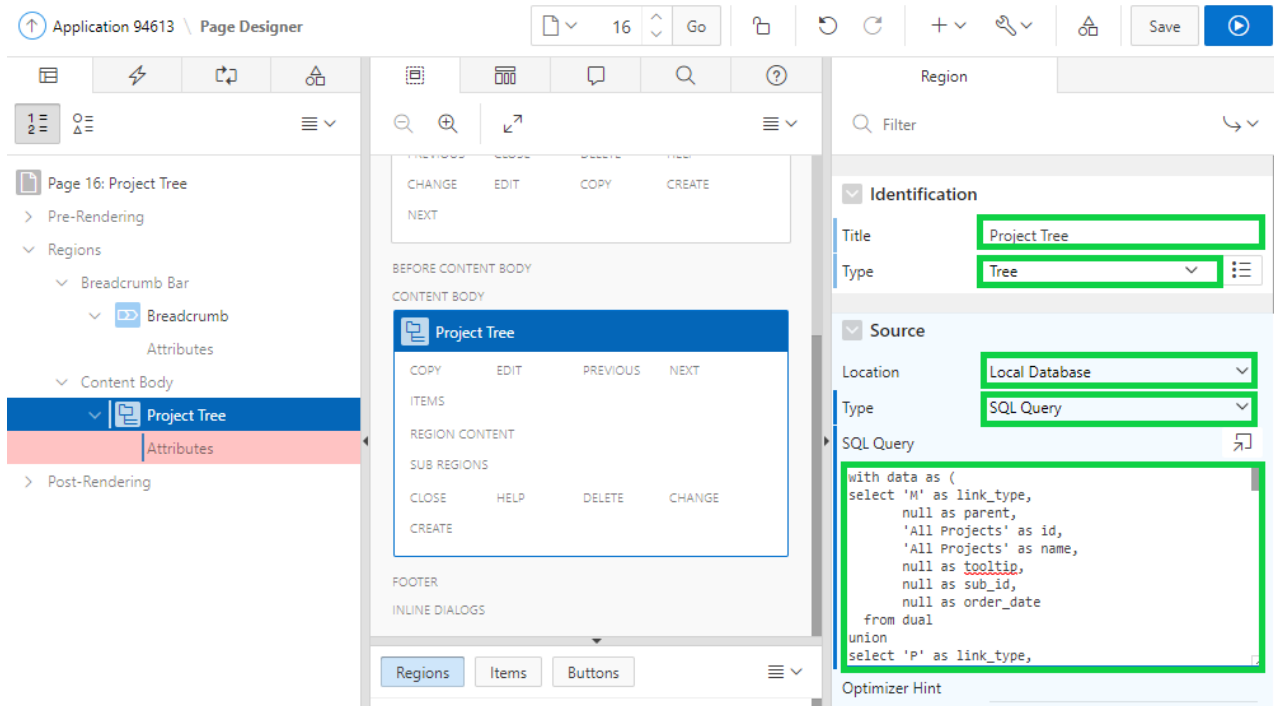 Application 94613 \ Page Designer
16
Go
Save
Region
Filter
Page 16: Project Tree
Pre-Rendering
Regions
Breadcrumb Bar
Breadcrumb
Attributes
Content Body
Project Tree
Attributes
Post-Rendering
PREVIOUS CLOSE DELETE HELP
CHANGE EDIT COPY CREATE
NEXT
BEFORE CONTENT BODY
CONTENT BODY
Project Tree
COPY EDIT PREVIOUS NEXT
ITEMS
REGION CONTENT
SUB REGIONS
CLOSE HELP DELETE CHANGE
CREATE
FOOTER
INLINE DIALOGS
Regions Items Buttons
Identification
Title Project Tree
Type Tree
Source
Location Local Database
Type SQL Query
SQL Query
with data as (
select 'M' as link_type,
null as parent,
'All Projects' as id,
'All Projects' as name,
null as tooltip,
null as sub_id,
null as order_date
from dual
union
select 'P' as link_type,
Optimizer Hint